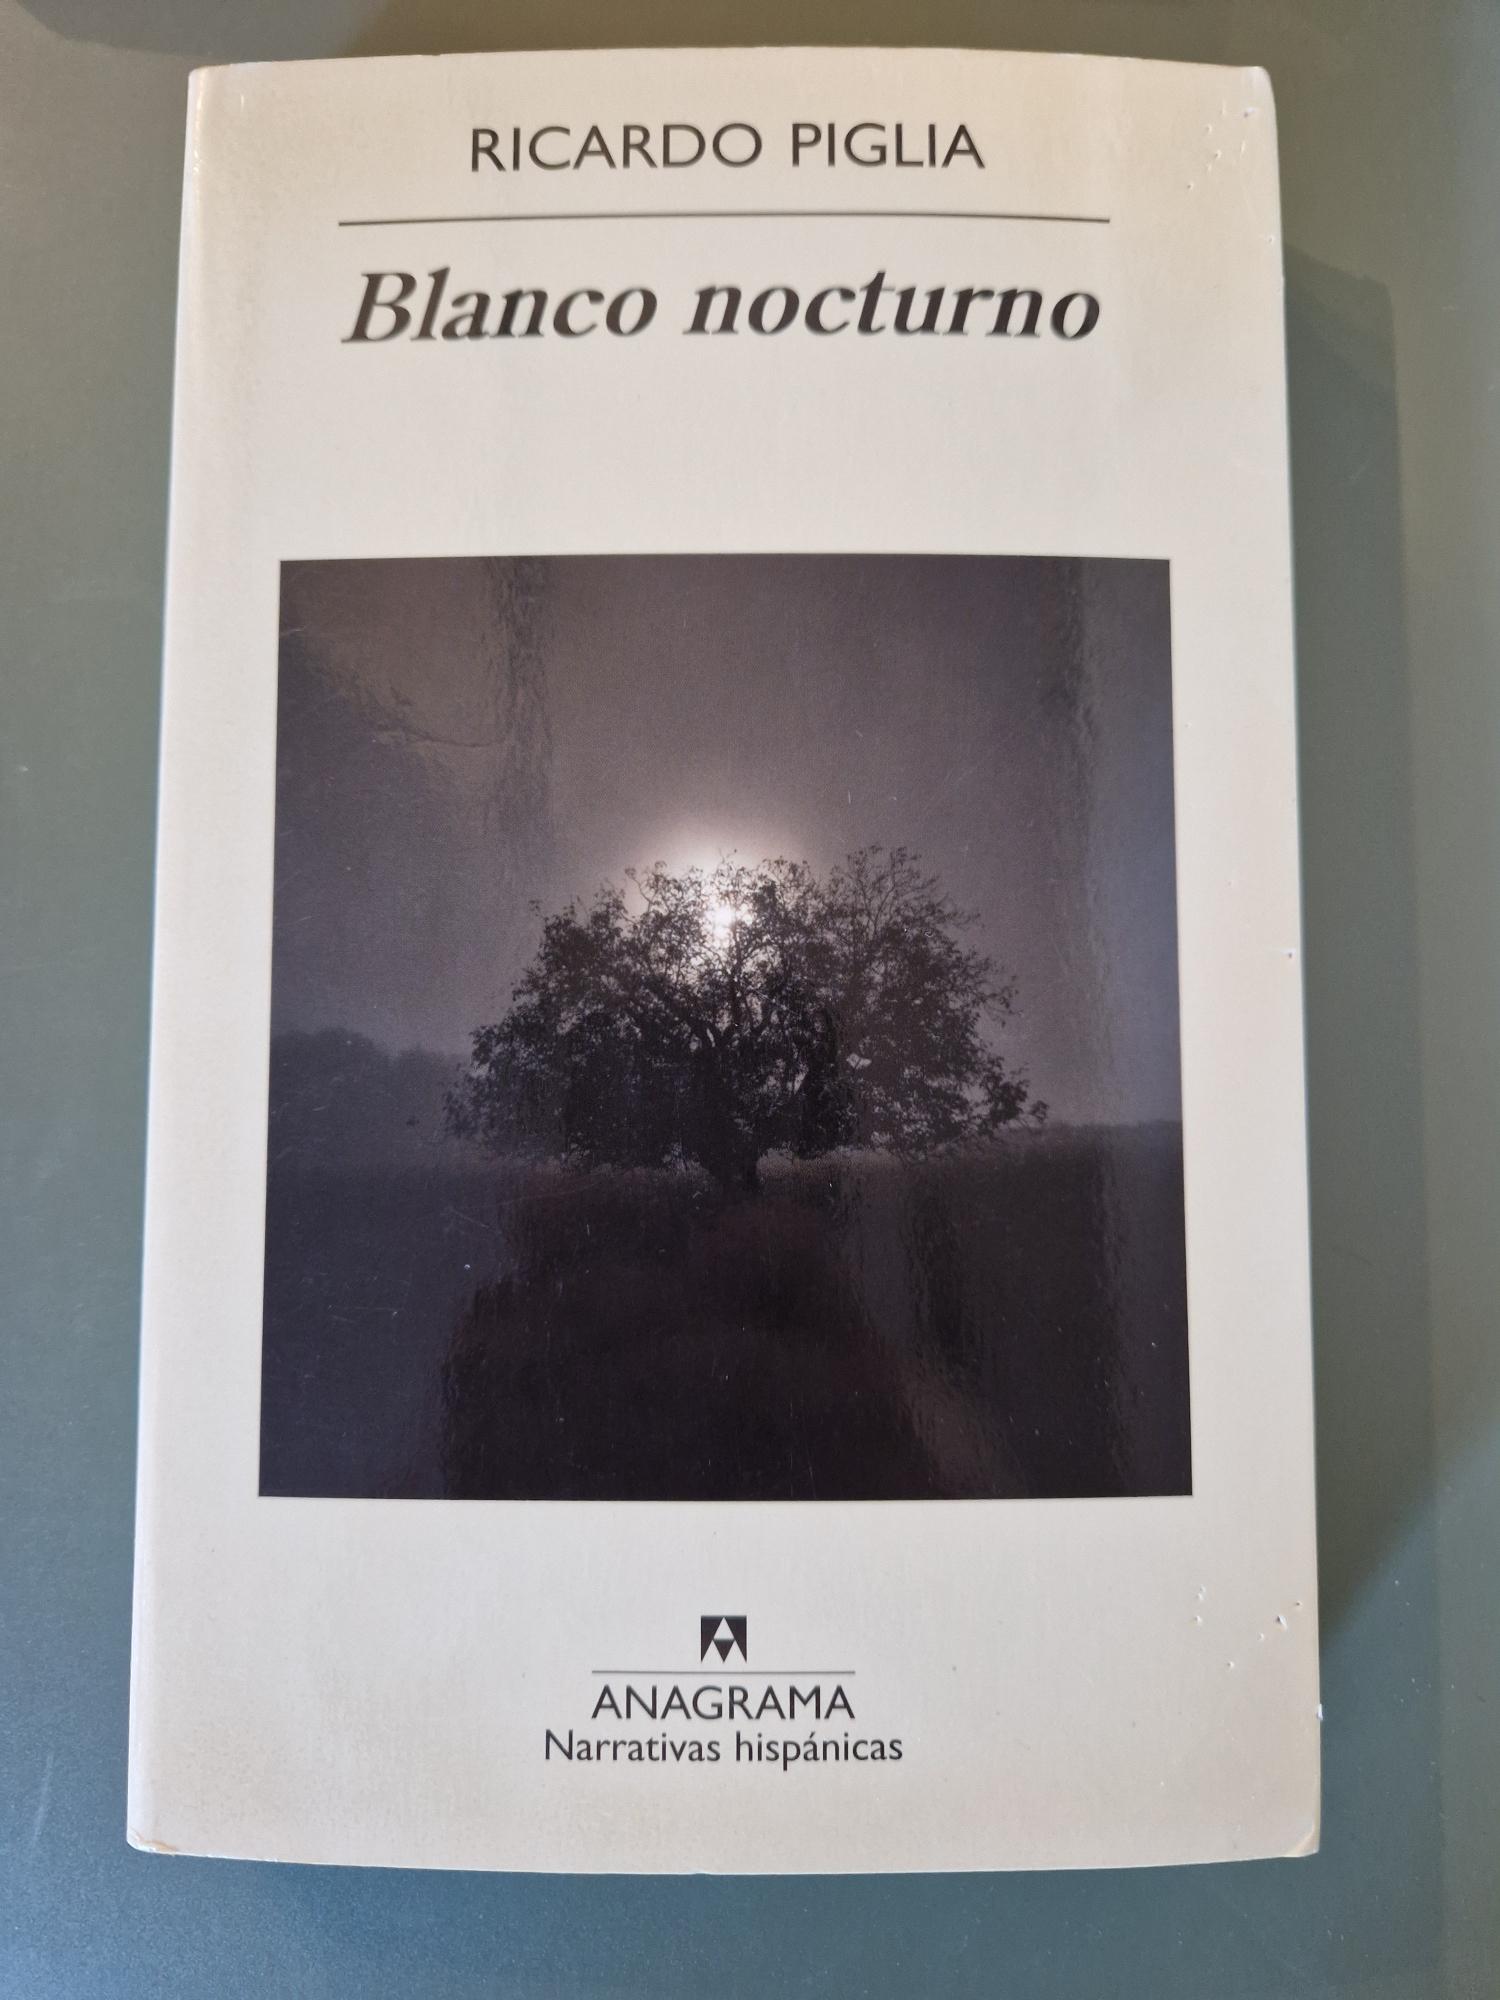 RICARDO PIGLIA
Blanco nocturno
ANAGRAMA
Narrativas hispánicas